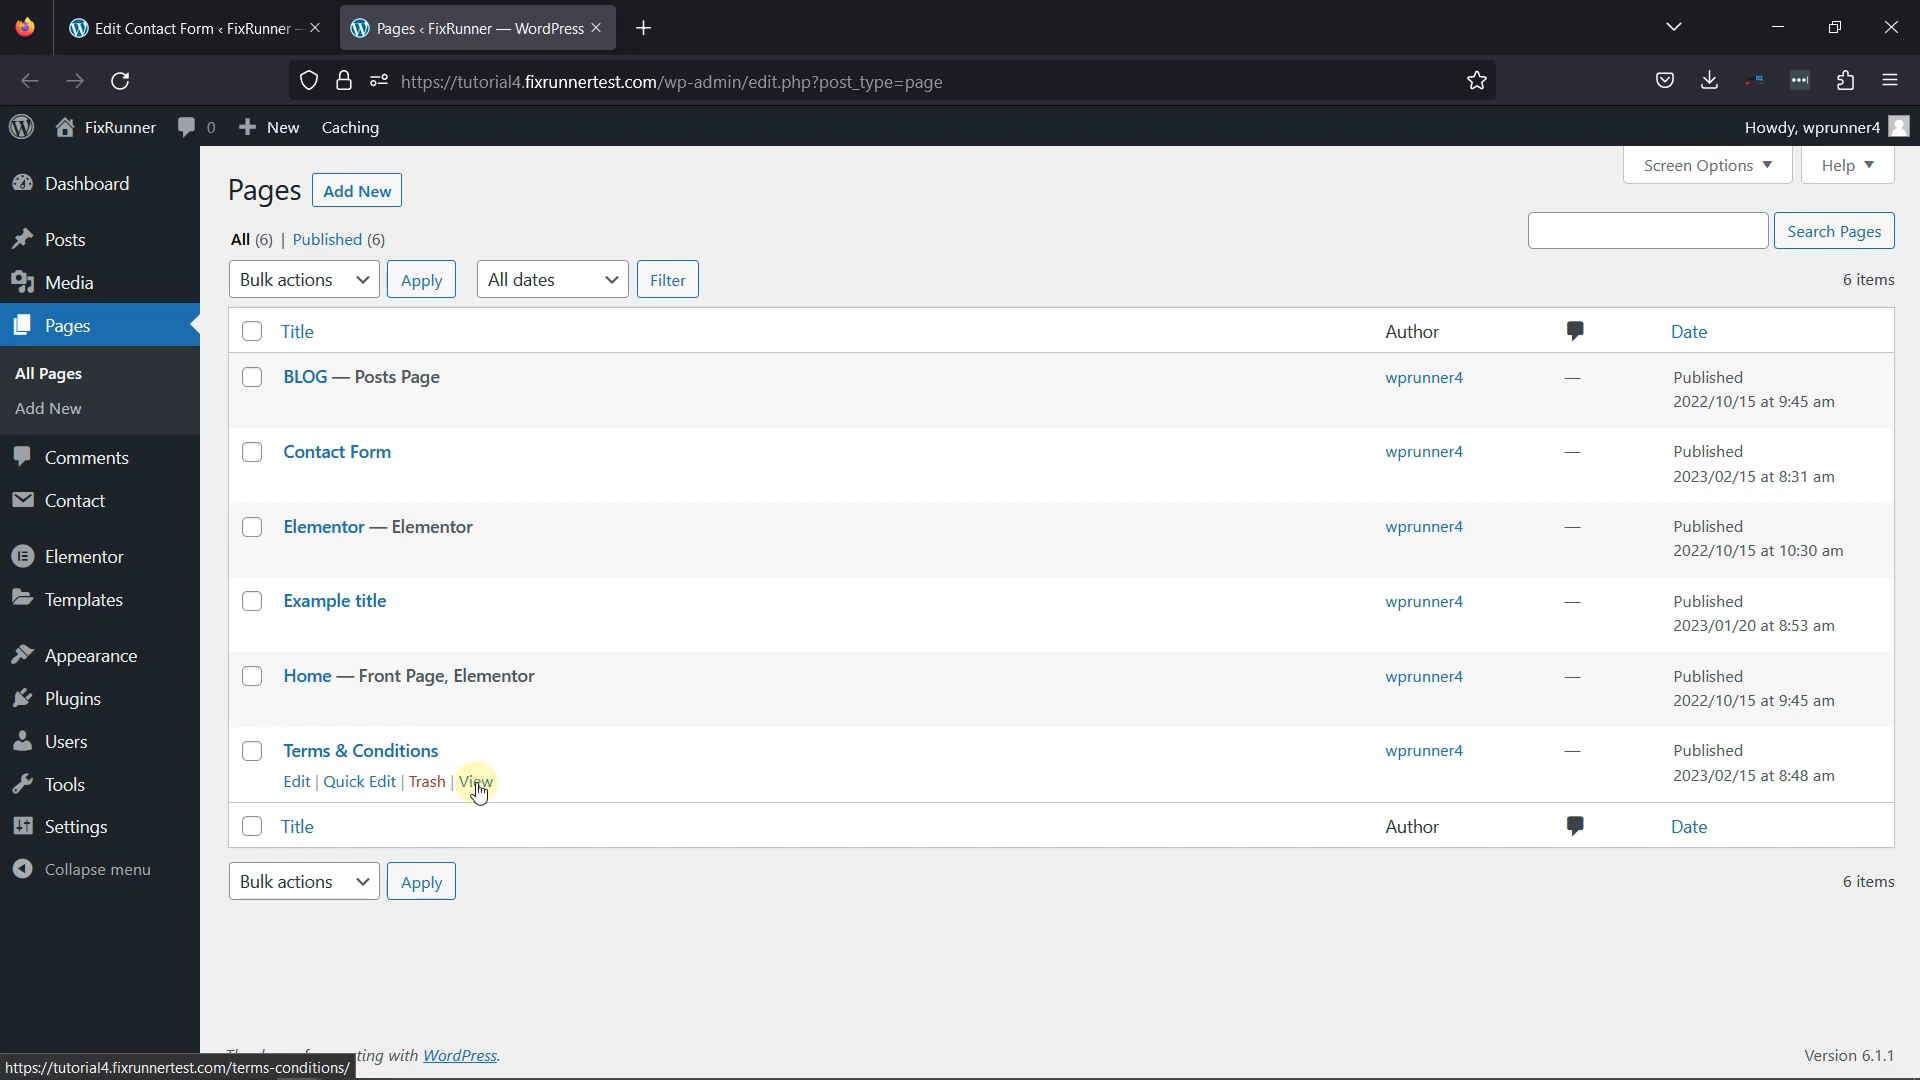 Edit Contact Form ‹ FixRunner —
Pages ‹ FixRunner — WordPress
https://tutorial4.fixrunnertest.com/wp-admin/edit.php?post_type=page
FixRunner 0 New Caching Howdy, wprunner4
Dashboard
Posts
Media
Pages
All Pages
Add New
Comments
Contact
Elementor
Templates
Appearance
Plugins
Users
Tools
Settings
Collapse menu
Pages Add New
Screen Options Help
All (6) | Published (6)
Search Pages
Bulk actions Apply All dates Filter 6 items
Title Author Date
BLOG — Posts Page wprunner4 — Published
2022/10/15 at 9:45 am
Contact Form wprunner4 — Published
2023/02/15 at 8:31 am
Elementor — Elementor wprunner4 — Published
2022/10/15 at 10:30 am
Example title wprunner4 — Published
2023/01/20 at 8:53 am
Home — Front Page, Elementor wprunner4 — Published
2022/10/15 at 9:45 am
Terms & Conditions wprunner4 — Published
Edit | Quick Edit | Trash | View 2023/02/15 at 8:48 am
Title Author Date
Bulk actions Apply 6 items
ting with WordPress. Version 6.1.1
https://tutorial4.fixrunnertest.com/terms-conditions/